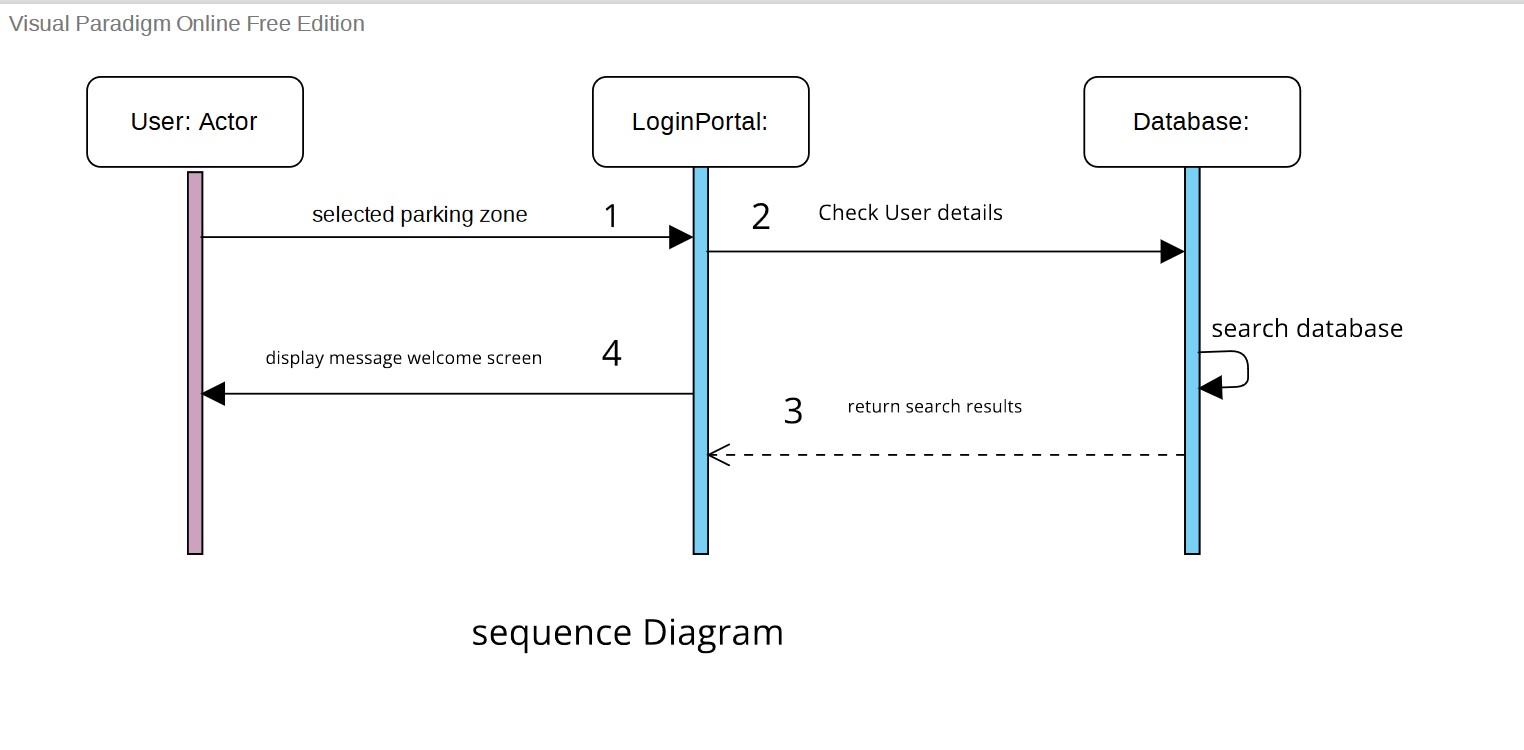 Visual Paradigm Online Free Edition
User: Actor
LoginPortal:
Database:
selected parking zone
1
2
Check User details
search database
display message welcome screen
4
3
return search results
sequence Diagram